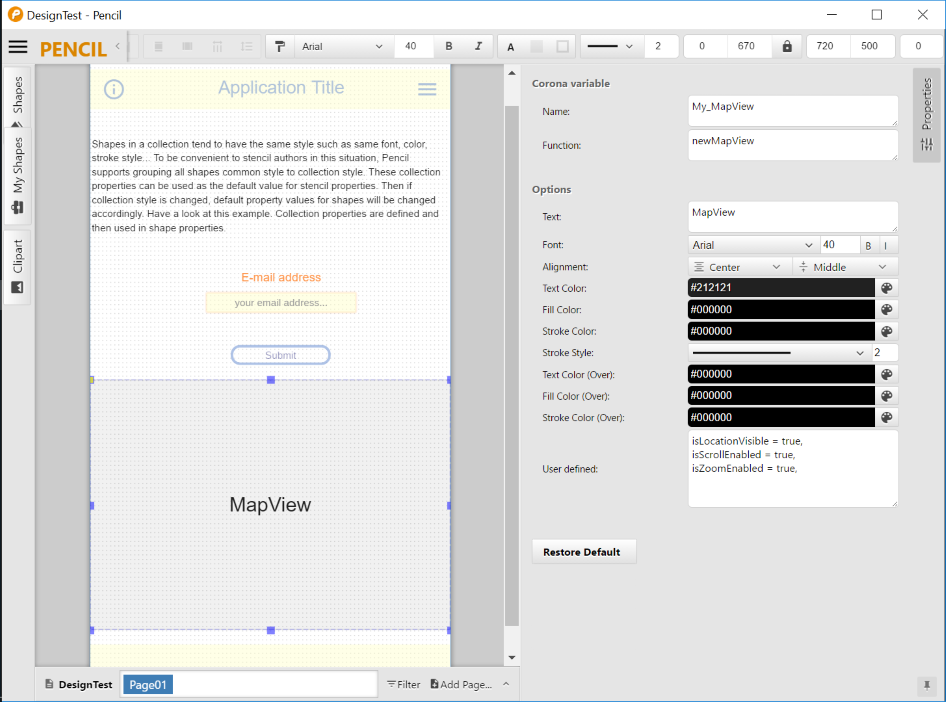 DesignTest - Pencil
PENCIL
Arial 40 B I A 2 0 670 720 500 0
Shapes
My Shapes
Clipart
Application Title
Shapes in a collection tend to have the same style such as same font, color,
stroke style... To be convenient to stencil authors in this situation, Pencil
supports grouping all shapes common style to collection style. These collection
properties can be used as the default value for stencil properties. Then if
collection style is changed, default property values for shapes will be changed
accordingly. Have a look at this example. Collection properties are defined and
then used in shape properties.
E-mail address
your email address...
Submit
MapView
DesignTest Page01 Filter Add Page...
Corona variable
Name: My_MapView
Function: newMapView
Options
Text: MapView
Font: Arial 40 B I
Alignment: Center Middle
Text Color: #212121
Fill Color: #000000
Stroke Color: #000000
Stroke Style: 2
Text Color (Over): #000000
Fill Color (Over): #000000
Stroke Color (Over): #000000
User defined:
isLocationVisible = true,
isScrollEnabled = true,
isZoomEnabled = true,
Restore Default
Properties